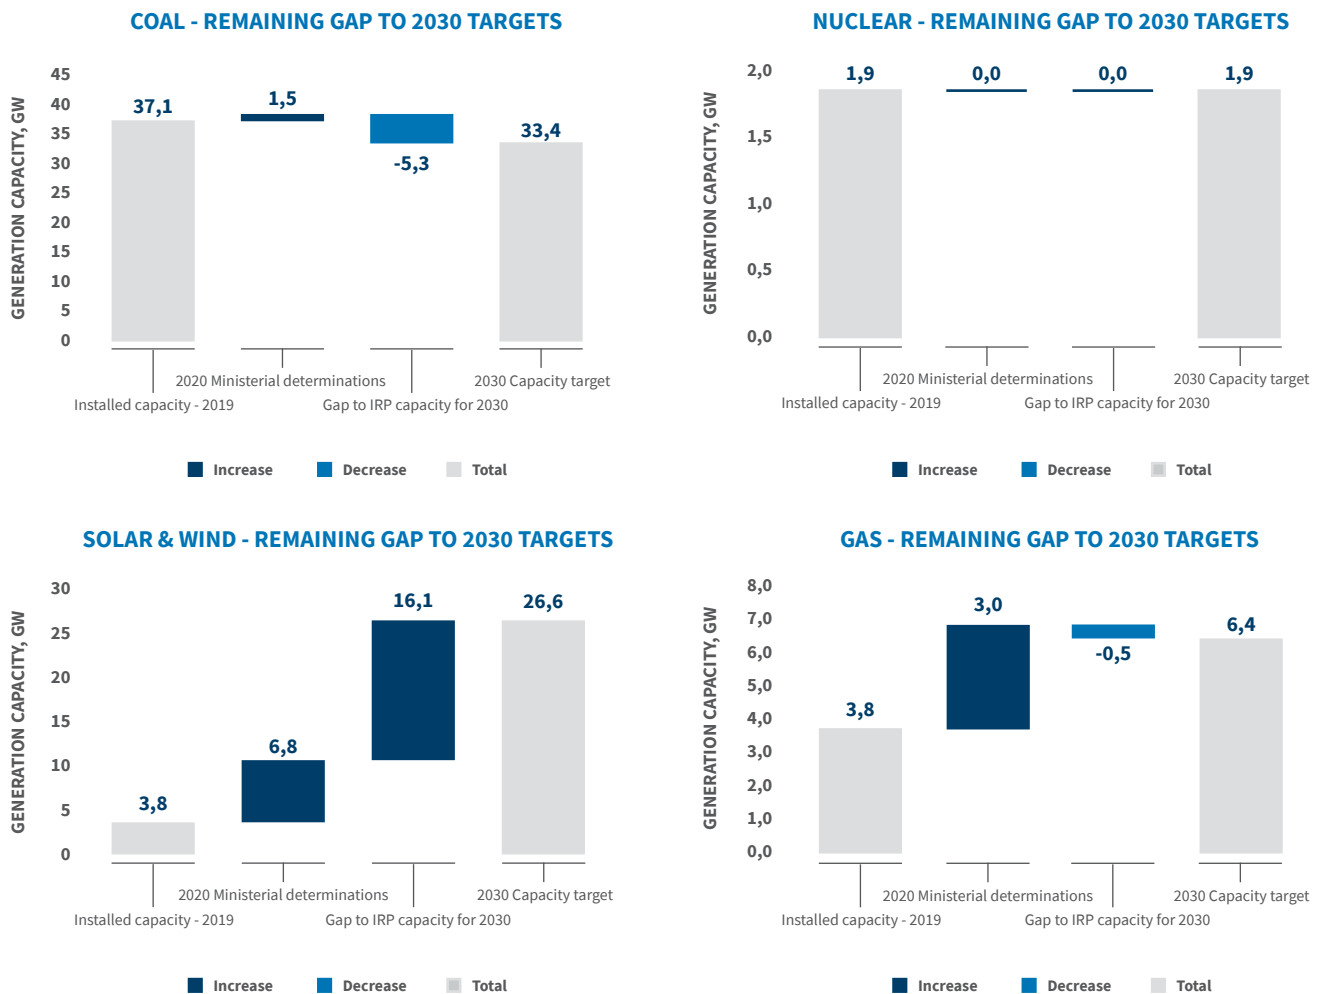 COAL - REMAINING GAP TO 2030 TARGETS
GENERATION CAPACITY, GW
45
40
35
30
25
20
15
10
5
0
37,1
1,5
-5,3
33,4
2020 Ministerial determinations
2030 Capacity target
Installed capacity - 2019
Gap to IRP capacity for 2030
Increase
Decrease
Total
NUCLEAR - REMAINING GAP TO 2030 TARGETS
GENERATION CAPACITY, GW
2,0
1,5
1,0
0,5
0,0
1,9
0,0
0,0
1,9
2020 Ministerial determinations
2030 Capacity target
Installed capacity - 2019
Gap to IRP capacity for 2030
Increase
Decrease
Total
SOLAR & WIND - REMAINING GAP TO 2030 TARGETS
GENERATION CAPACITY, GW
30
25
20
15
10
5
0
3,8
6,8
16,1
26,6
2020 Ministerial determinations
2030 Capacity target
Installed capacity - 2019
Gap to IRP capacity for 2030
Increase
Decrease
Total
GAS - REMAINING GAP TO 2030 TARGETS
GENERATION CAPACITY, GW
8,0
7,0
6,0
5,0
4,0
3,0
2,0
1,0
0,0
3,8
3,0
-0,5
6,4
2020 Ministerial determinations
2030 Capacity target
Installed capacity - 2019
Gap to IRP capacity for 2030
Increase
Decrease
Total